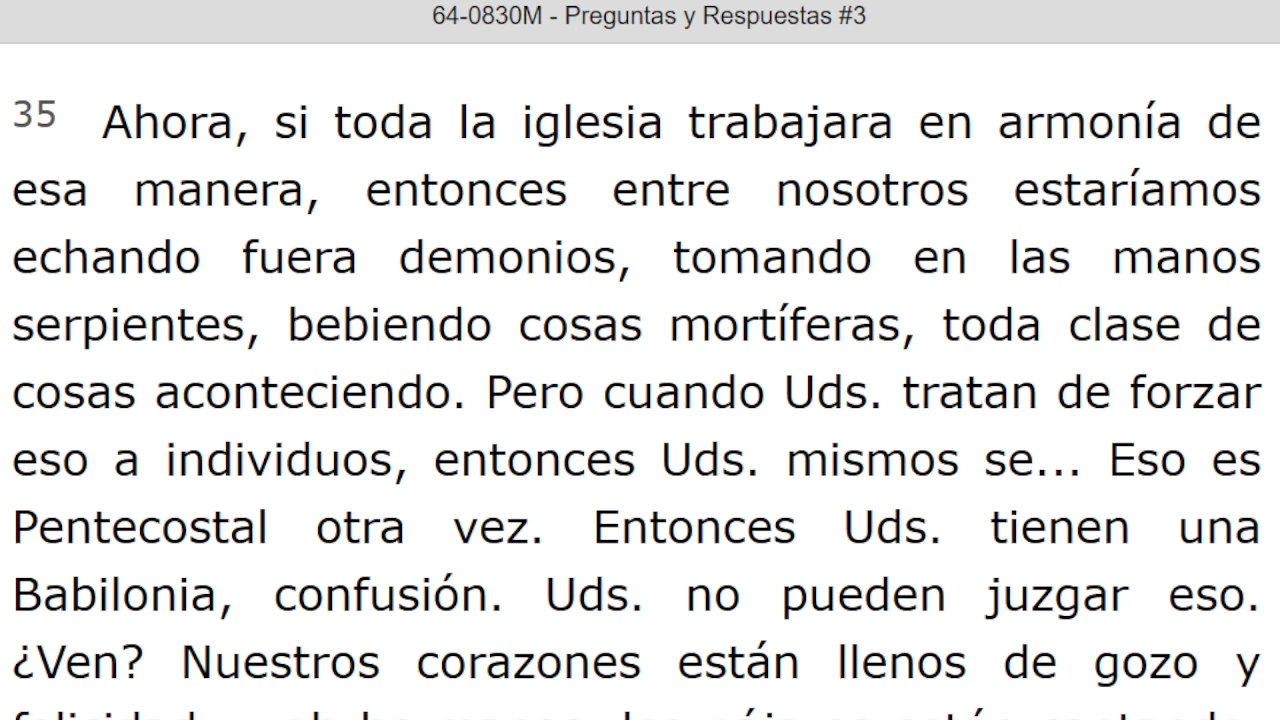 64-0830M - Preguntas y Respuestas #3
35 Ahora, si toda la iglesia trabajara en armonía de
esa manera, entonces entre nosotros estaríamos
echando fuera demonios, tomando en las manos
serpientes, bebiendo cosas mortíferas, toda clase de
cosas aconteciendo. Pero cuando Uds. tratan de forzar
eso a individuos, entonces Uds. mismos se... Eso es
Pentecostal otra vez. Entonces Uds. tienen una
Babilonia, confusión. Uds. no pueden juzgar eso.
¿Ven? Nuestros corazones están llenos de gozo y